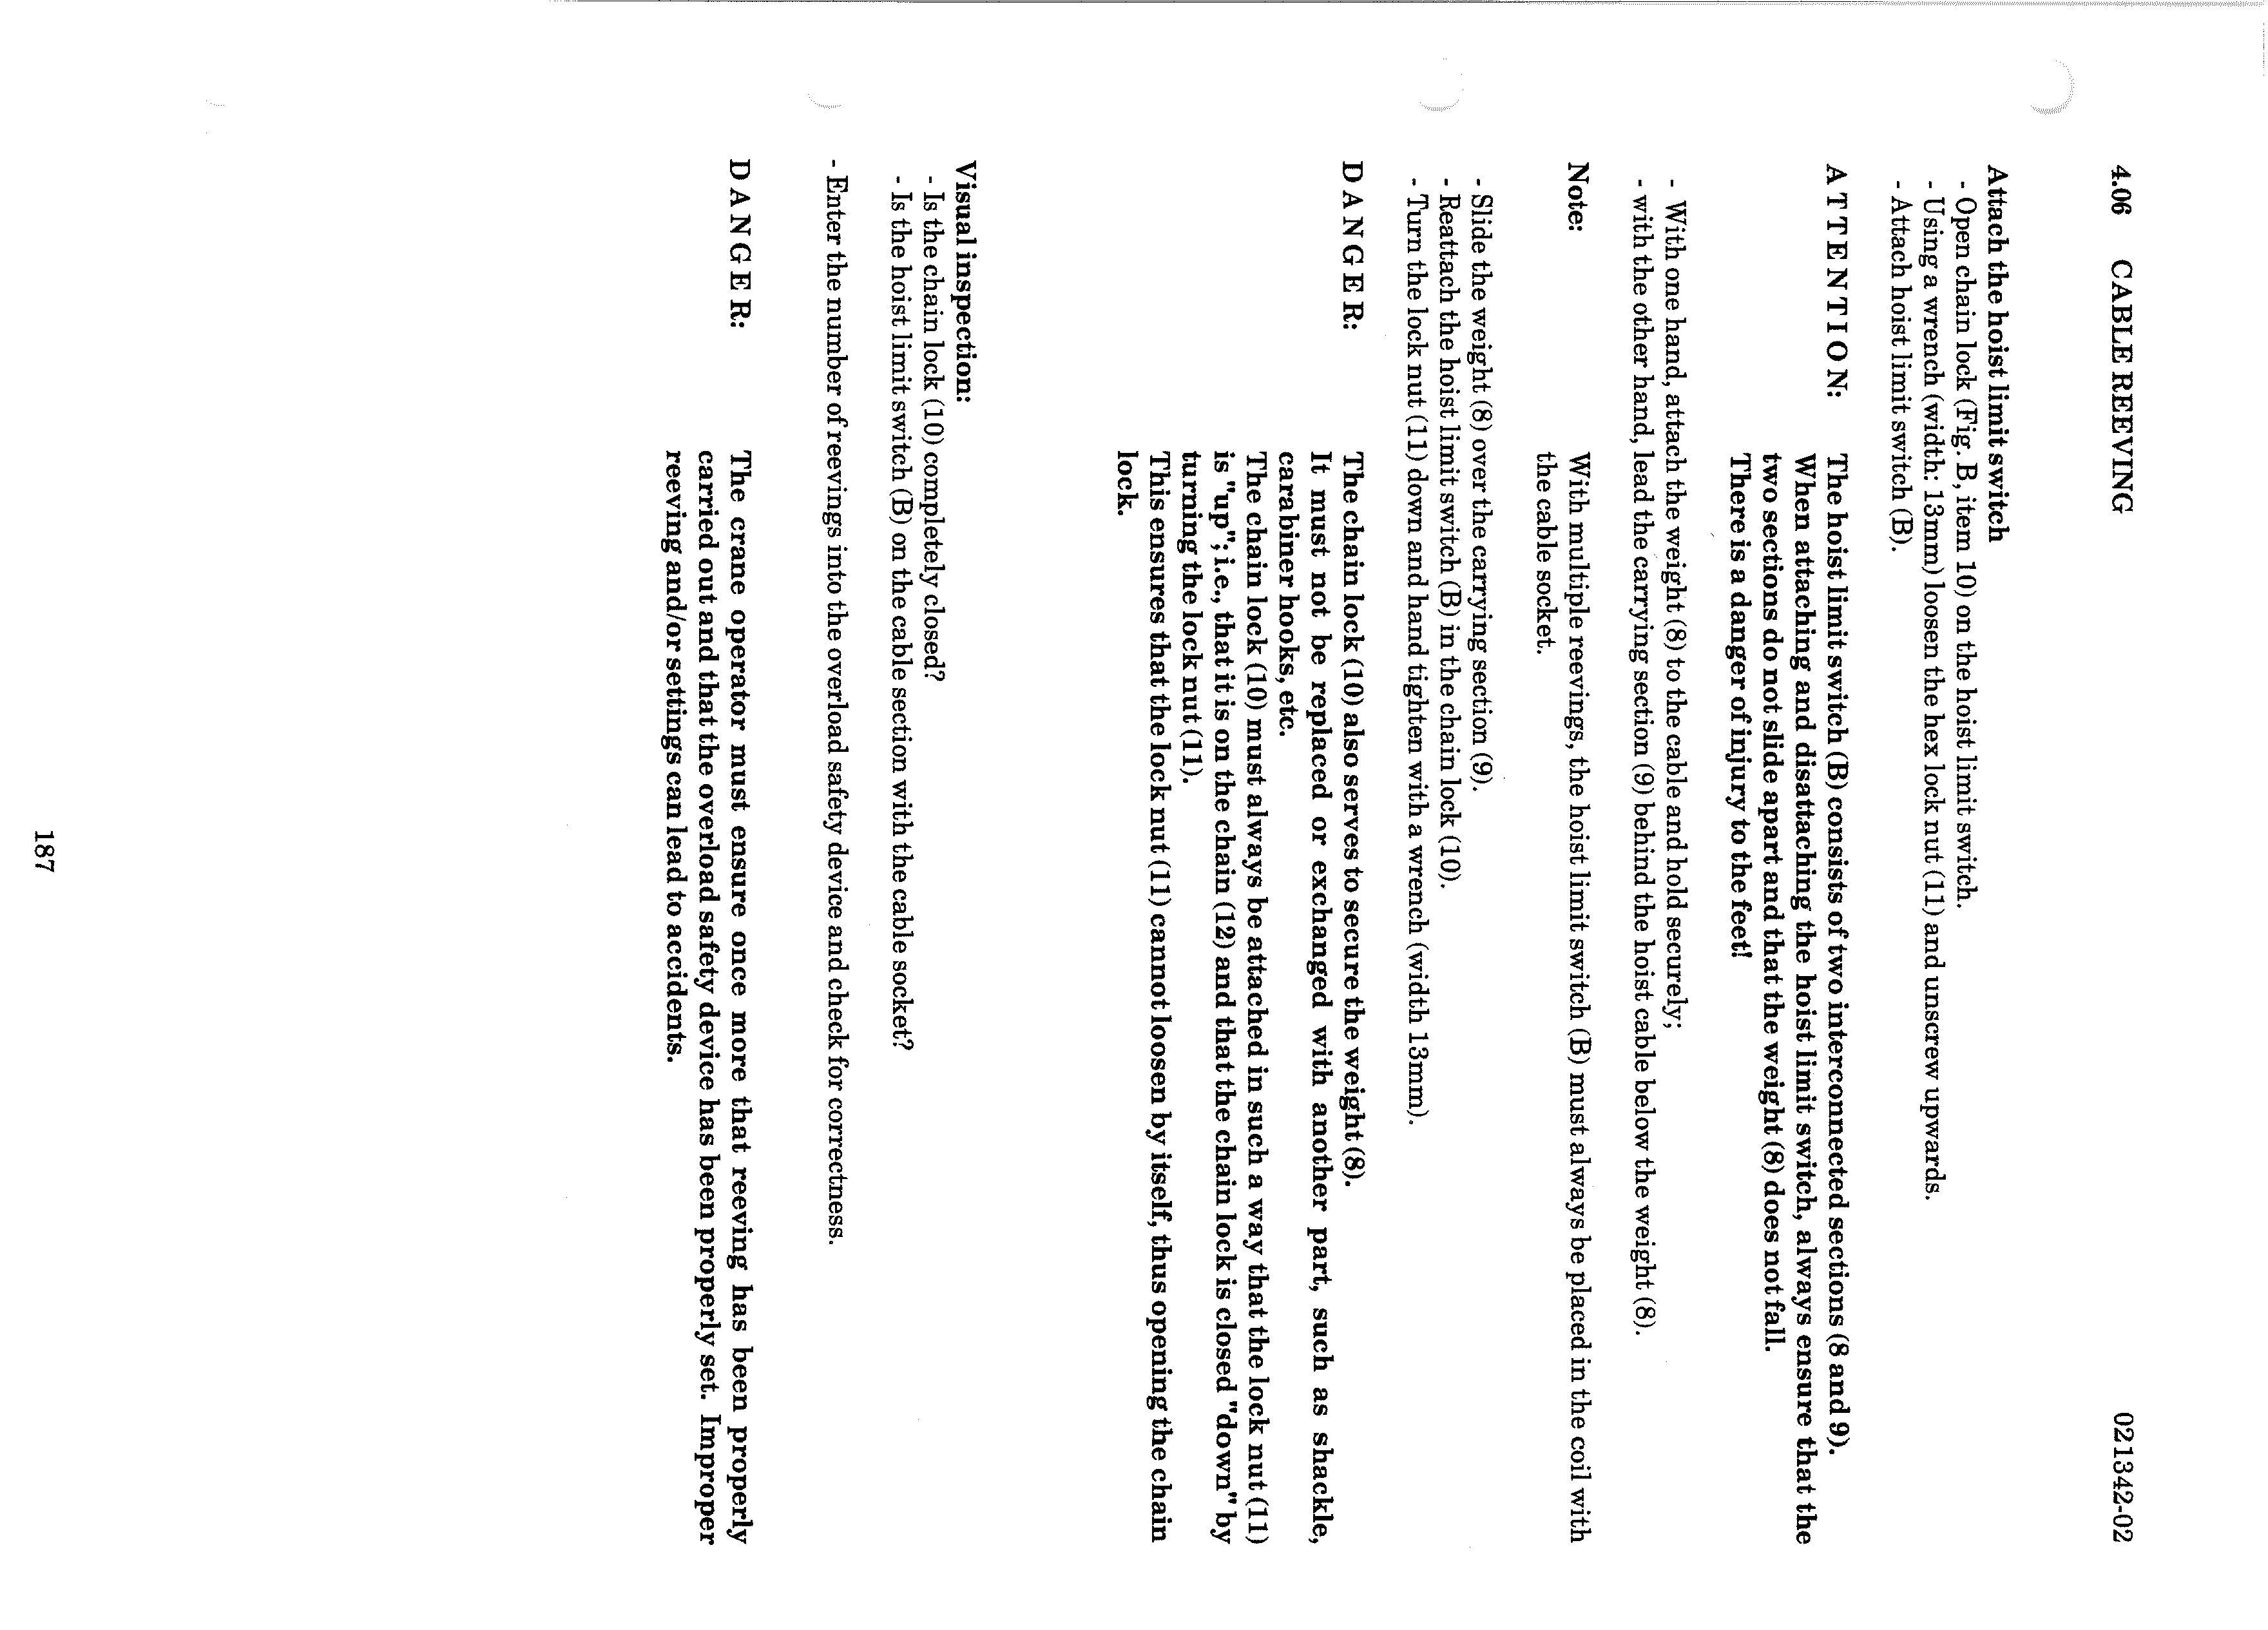 4.06 CABLE REEVING 021342-02
Attach the hoist limit switch
- Open chain lock (Fig. B, item 10) on the hoist limit switch.
- Using a wrench (width: 13mm) loosen the hex lock nut (11) and unscrew upwards.
- Attach hoist limit switch (B).
ATTENTION: The hoist limit switch (B) consists of two interconnected sections (8 and 9).
When attaching and disattaching the hoist limit switch, always ensure that the
two sections do not slide apart and that the weight (8) does not fall.
There is a danger of injury to the feet!
- With one hand, attach the weight (8) to the cable and hold securely;
- with the other hand, lead the carrying section (9) behind the hoist cable below the weight (8).
Note: With multiple reevings, the hoist limit switch (B) must always be placed in the coil with
the cable socket.
- Slide the weight (8) over the carrying section (9).
- Reattach the hoist limit switch (B) in the chain lock (10).
- Turn the lock nut (11) down and hand tighten with a wrench (width 13mm).
DANGER: The chain lock (10) also serves to secure the weight (8).
It must not be replaced or exchanged with another part, such as shackle,
carabiner hooks, etc.
The chain lock (10) must always be attached in such a way that the lock nut (11)
is "up"; i.e., that it is on the chain (12) and that the chain lock is closed "down" by
turning the lock nut (11).
This ensures that the lock nut (11) cannot loosen by itself, thus opening the chain
lock.
Visual inspection:
- Is the chain lock (10) completely closed?
- Is the hoist limit switch (B) on the cable section with the cable socket?
- Enter the number of reevings into the overload safety device and check for correctness.
DANGER: The crane operator must ensure once more that reeving has been properly
carried out and that the overload safety device has been properly set. Improper
reeving and/or settings can lead to accidents.
187